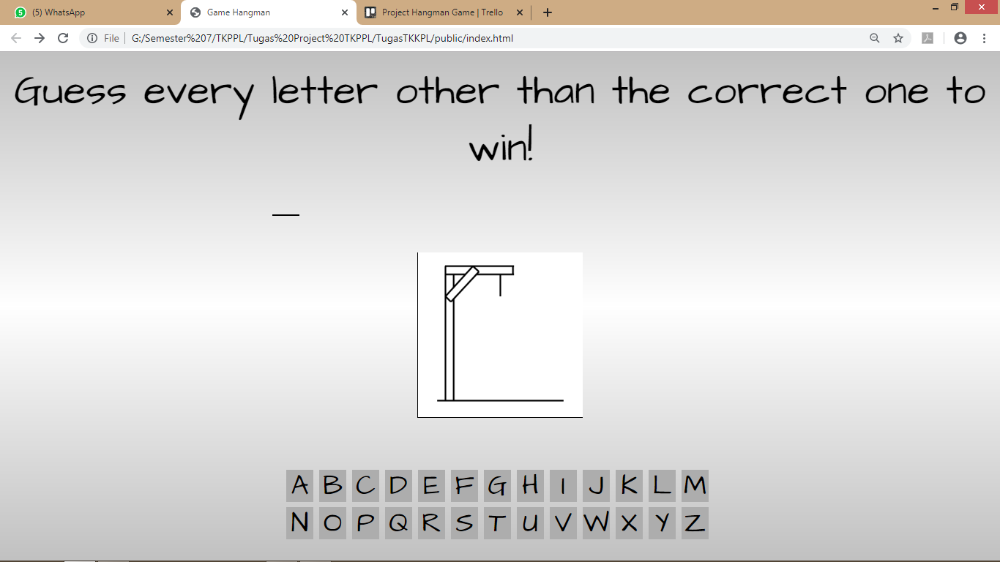 (5) WhatsApp
Game Hangman
Project Hangman Game | Trello
File
G:/Semester%207/TKPPL/Tugas%20Project%20TKPPL/TugasTKKPL/public/index.html
Guess every letter other than the correct one to
win!
A B C D E F G H I J K L M
N O P Q R S T U V W X Y Z